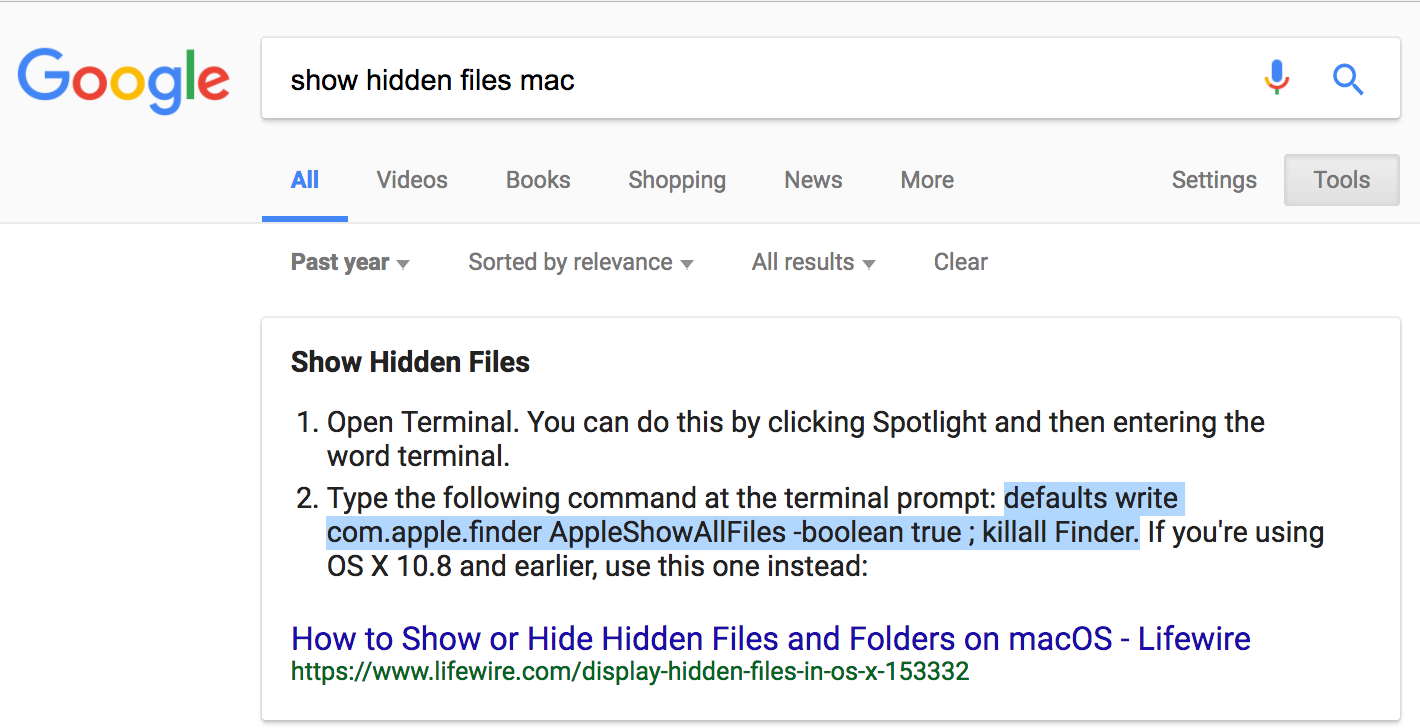 Google
show hidden files mac
All Videos Books Shopping News More Settings Tools
Past year Sorted by relevance All results Clear
Show Hidden Files
1. Open Terminal. You can do this by clicking Spotlight and then entering the
word terminal.
2. Type the following command at the terminal prompt: defaults write
com.apple.finder AppleShowAllFiles -boolean true ; killall Finder. If you're using
OS X 10.8 and earlier, use this one instead:
How to Show or Hide Hidden Files and Folders on macOS - Lifewire
https://www.lifewire.com/display-hidden-files-in-os-x-153332